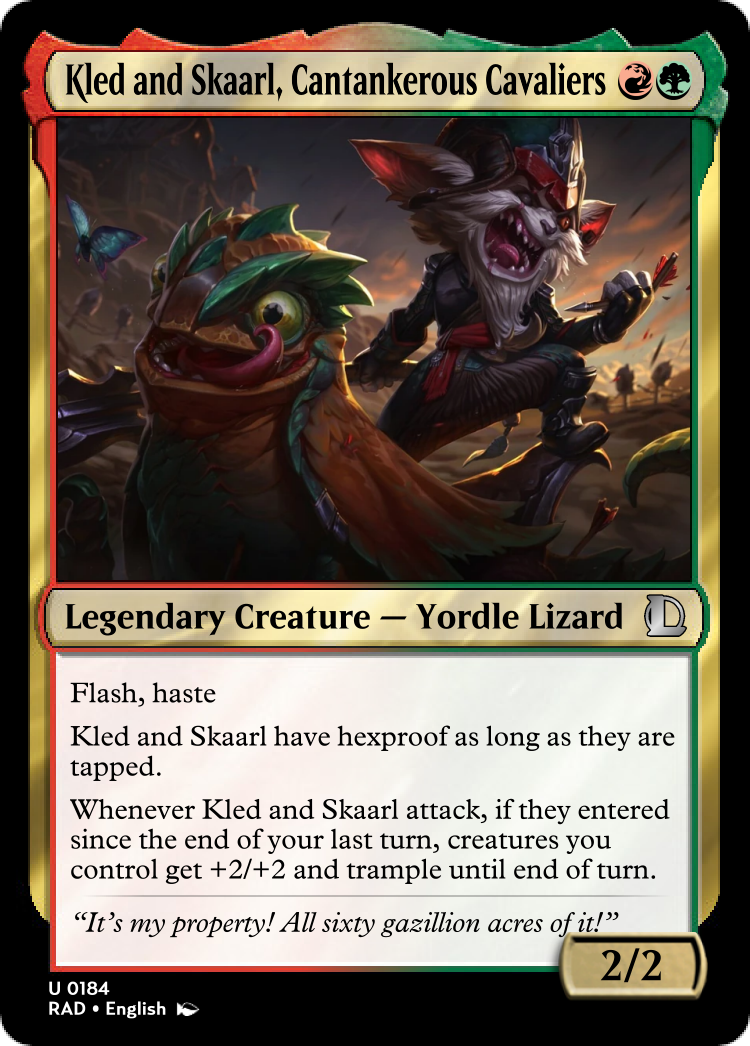 Kled and Skaarl, Cantankerous Cavaliers
Legendary Creature — Yordle Lizard
Flash, haste
Kled and Skaarl have hexproof as long as they are
tapped.
Whenever Kled and Skaarl attack, if they entered
since the end of your last turn, creatures you
control get +2/+2 and trample until end of turn.
“It’s my property! All sixty gazillion acres of it!”
2/2
U 0184
RAD • English